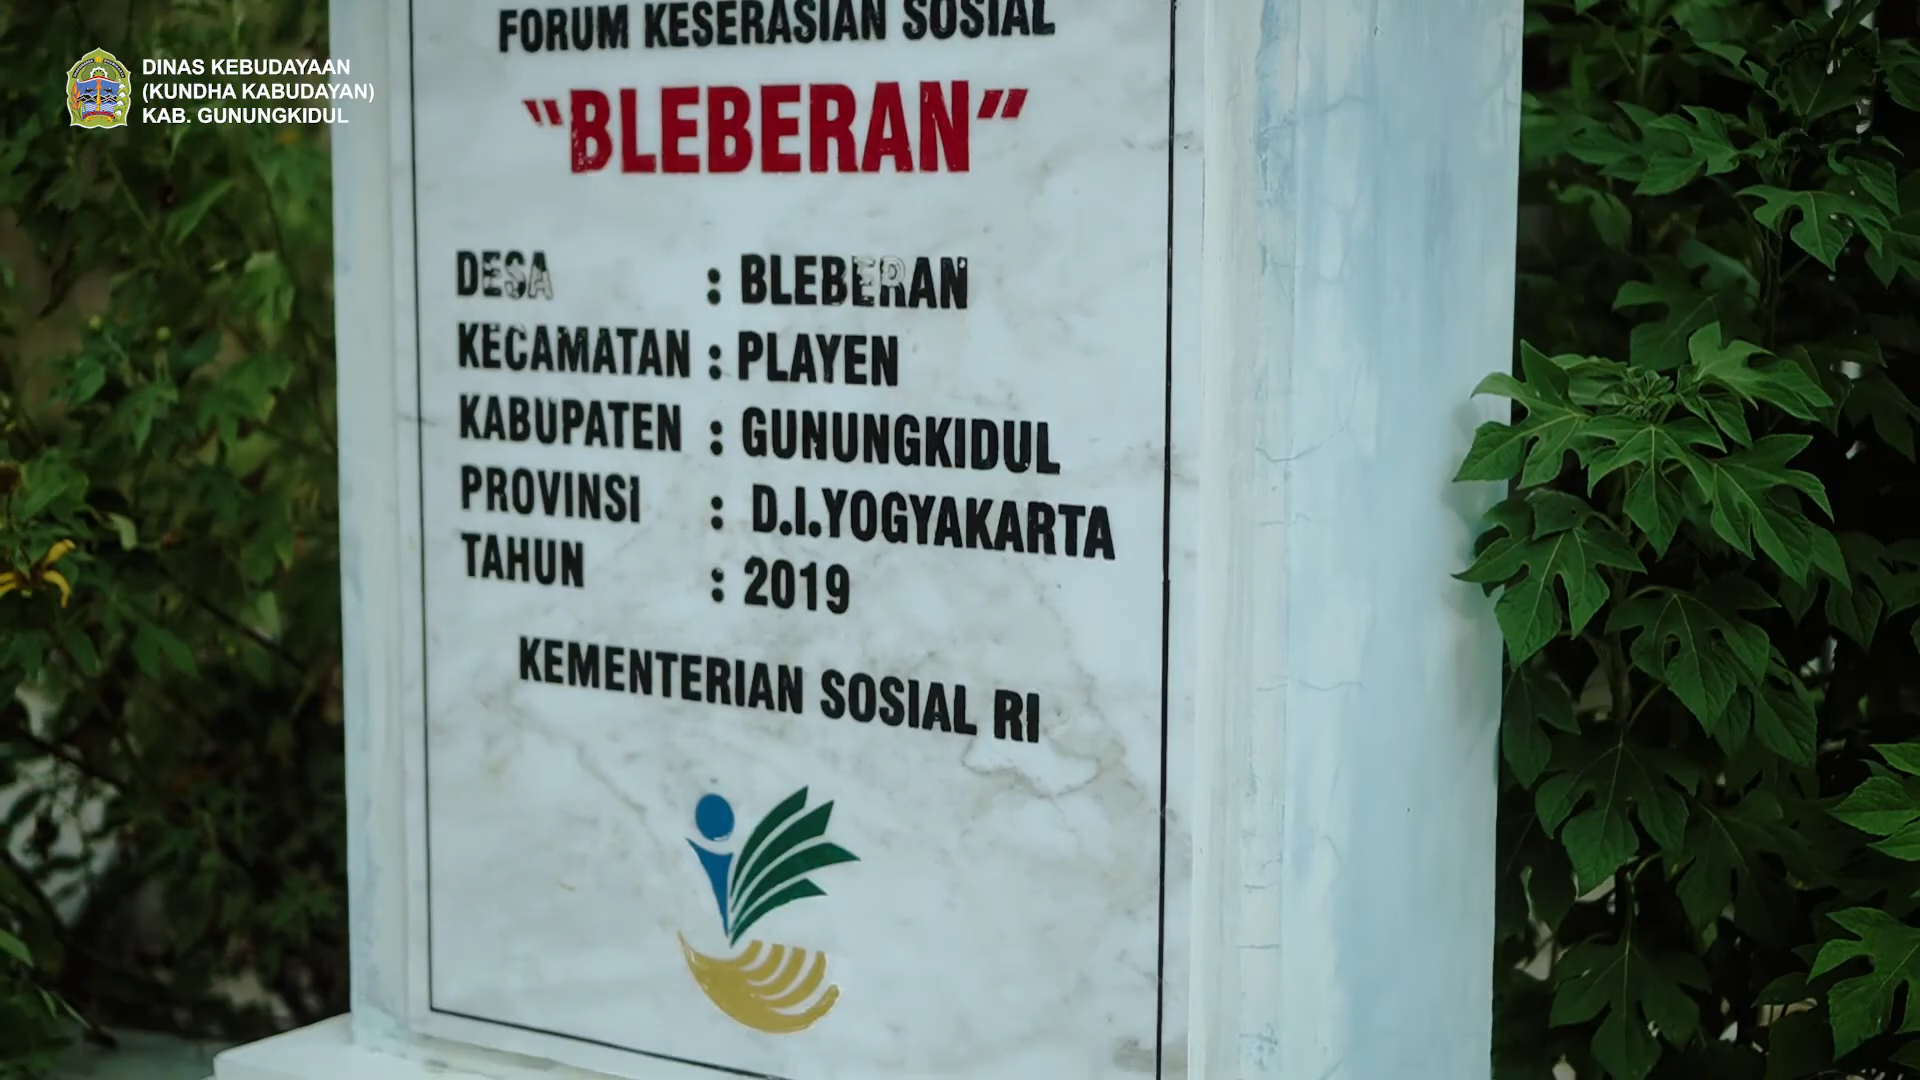 DINAS KEBUDAYAAN
(KUNDHA KABUDAYAN)
KAB. GUNUNGKIDUL
FORUM KESERASIAN SOSIAL
"BLEBERAN"
DESA : BLEBERAN
KECAMATAN : PLAYEN
KABUPATEN : GUNUNGKIDUL
PROVINSI : D.I.YOGYAKARTA
TAHUN : 2019
KEMENTERIAN SOSIAL RI